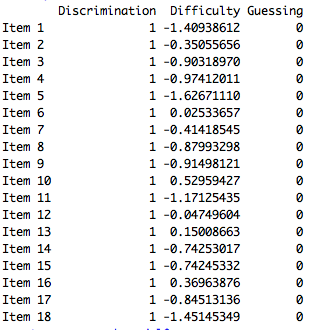 Discrimination Difficulty Guessing
Item 1 1 -1.40938612 0
Item 2 1 -0.35055656 0
Item 3 1 -0.90318970 0
Item 4 1 -0.97412011 0
Item 5 1 -1.62671110 0
Item 6 1 0.02533657 0
Item 7 1 -0.41418545 0
Item 8 1 -0.87993298 0
Item 9 1 -0.91498121 0
Item 10 1 0.52959427 0
Item 11 1 -1.17125435 0
Item 12 1 -0.04749604 0
Item 13 1 0.15008663 0
Item 14 1 -0.74253017 0
Item 15 1 -0.74245332 0
Item 16 1 0.36963876 0
Item 17 1 -0.84513136 0
Item 18 1 -1.45145349 0